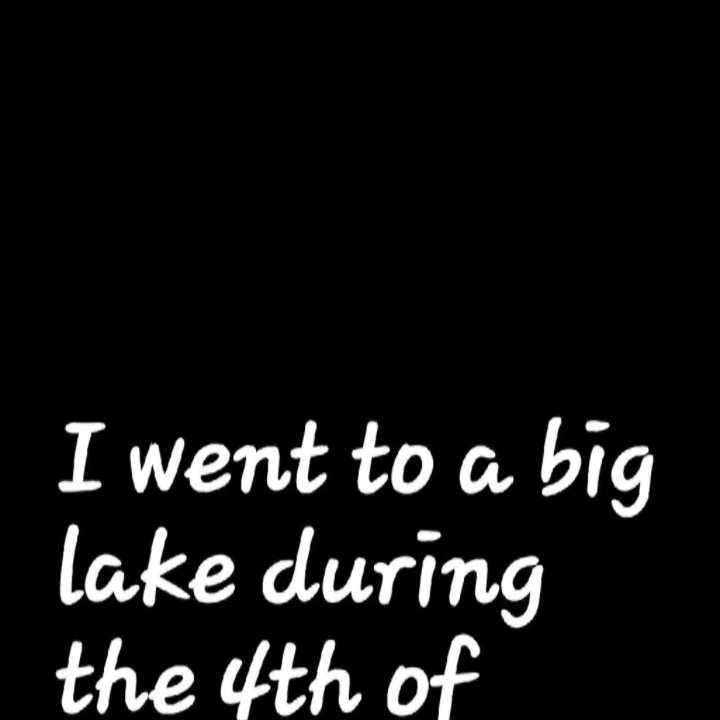 I went to a big
lake during
the 4th of